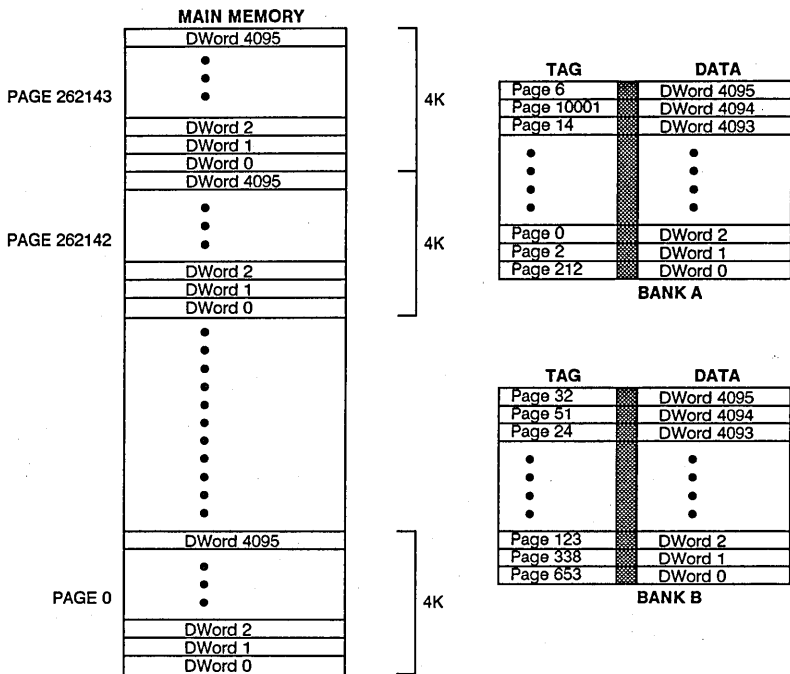 MAIN MEMORY
DWord 4095
PAGE 262143
4K
DWord 2
DWord 1
DWord 0
DWord 4095
PAGE 262142
4K
DWord 2
DWord 1
DWord 0
DWord 4095
PAGE 0
4K
DWord 2
DWord 1
DWord 0
TAG DATA
Page 6 DWord 4095
Page 10001 DWord 4094
Page 14 DWord 4093
Page 0 DWord 2
Page 2 DWord 1
Page 212 DWord 0
BANK A
TAG DATA
Page 32 DWord 4095
Page 51 DWord 4094
Page 24 DWord 4093
Page 123 DWord 2
Page 338 DWord 1
Page 653 DWord 0
BANK B